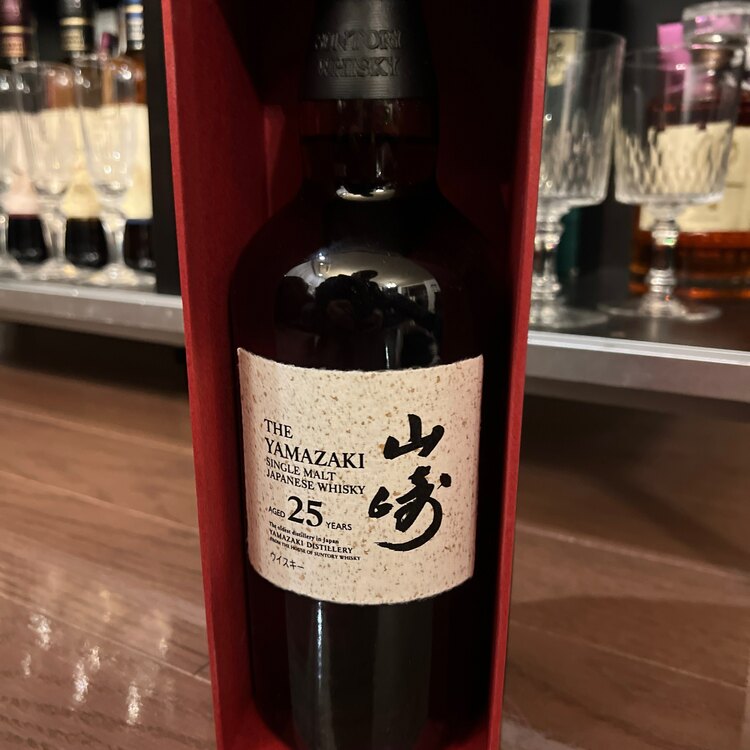 SUNTORY
WHISKY
THE
YAMAZAKI
SINGLE MALT
JAPANESE WHISKY
AGED 25 YEARS
The oldest distillery in Japan
YAMAZAKI DISTILLERY
FROM THE HOUSE OF SUNTORY WHISKY
ウイスキー
山崎